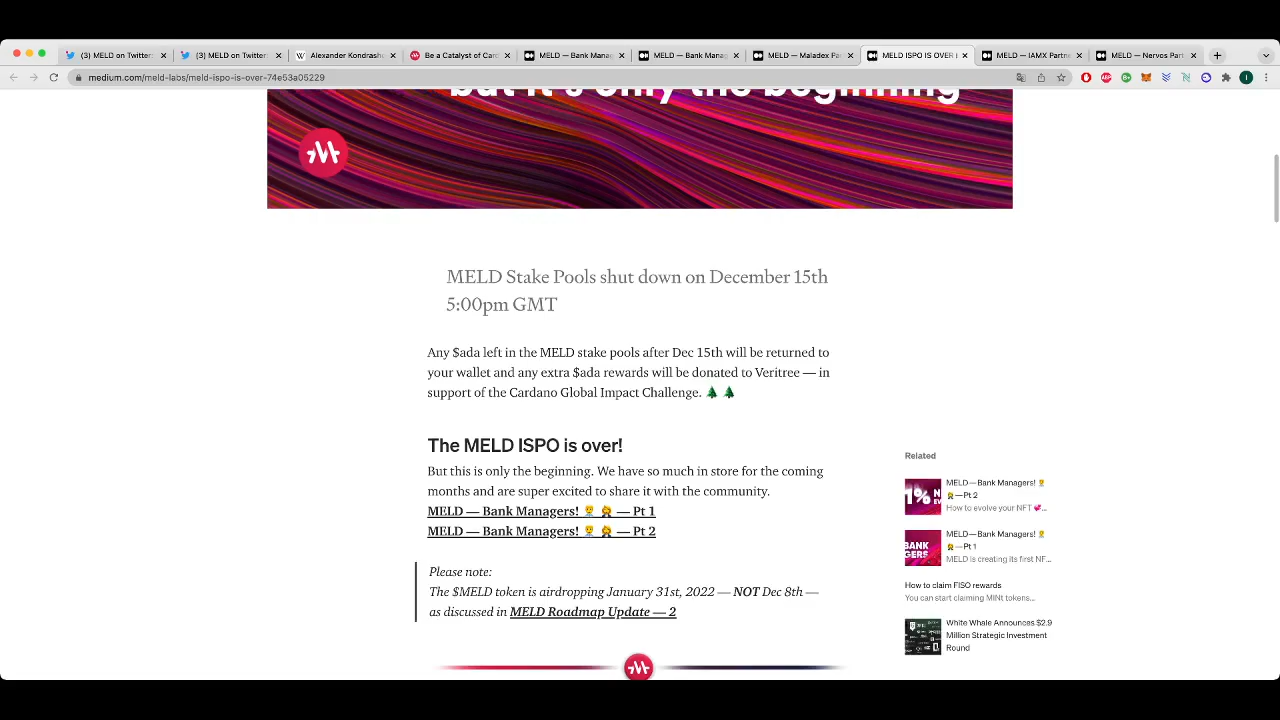 (3) MELD on Twitter:
(3) MELD on Twitter:
Alexander Kondrasho
Be a Catalyst of Carc
MELD — Bank Manag
MELD — Bank Manag
MELD — Maladex Pa
MELD ISPO IS OVER
MELD — IAMX Partne
MELD — Nervos Part
medium.com/meld-labs/meld-ispo-is-over-74e53a05229
but it's only the beginning
MELD Stake Pools shut down on December 15th
5:00pm GMT
Any $ada left in the MELD stake pools after Dec 15th will be returned to
your wallet and any extra $ada rewards will be donated to Veritree — in
support of the Cardano Global Impact Challenge. 🌲 🌲
The MELD ISPO is over!
But this is only the beginning. We have so much in store for the coming
months and are super excited to share it with the community.
MELD — Bank Managers! 🤵 👰 — Pt 1
MELD — Bank Managers! 🤵 👰 — Pt 2
Please note:
The $MELD token is airdropping January 31st, 2022 — NOT Dec 8th —
as discussed in MELD Roadmap Update — 2
Related
1% N
EV
MELD — Bank Managers! 🤵
👰 — Pt 2
How to evolve your NFT 💞…
BANK
GERS
MELD — Bank Managers! 🤵
👰 — Pt 1
MELD is creating its first NF…
How to claim FISO rewards
You can start claiming MINt tokens…
White Whale Announces $2.9
Million Strategic Investment
Round